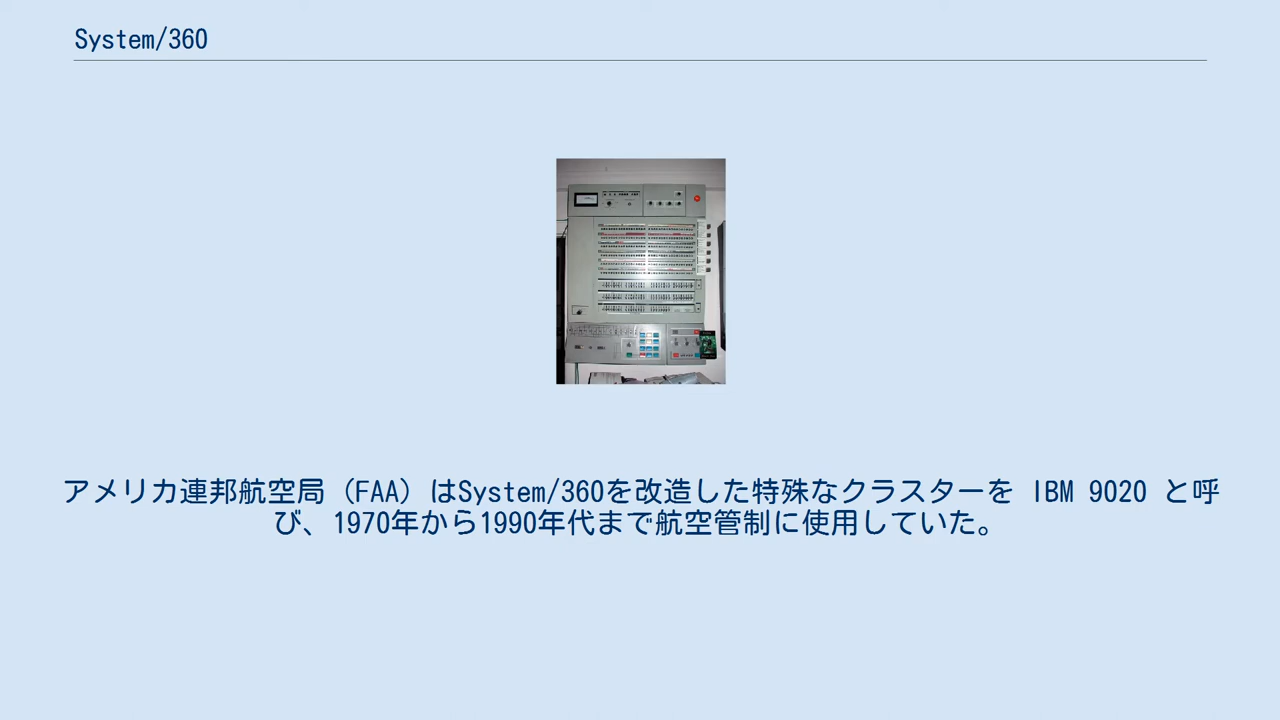 System/360
アメリカ連邦航空局（FAA）はSystem/360を改造した特殊なクラスターを IBM 9020 と呼
び、1970年から1990年代まで航空管制に使用していた。